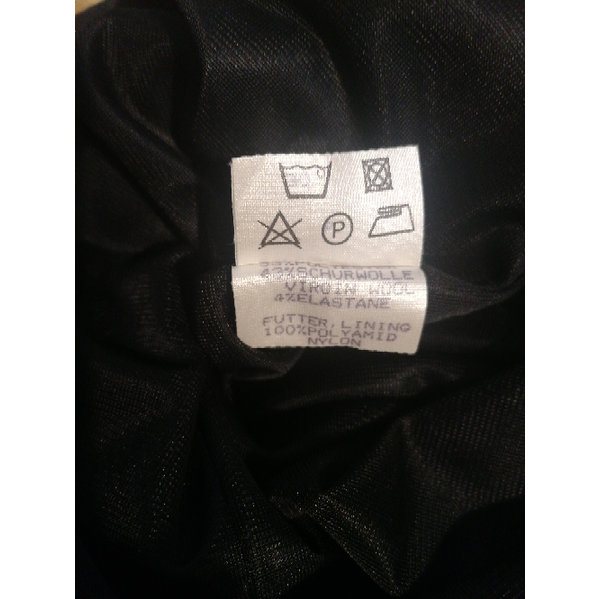 P
SCHURWOLLE
VIRGIN WOOL
4%ELASTANE
FUTTER, LINING
100%POLYAMID
NYLON